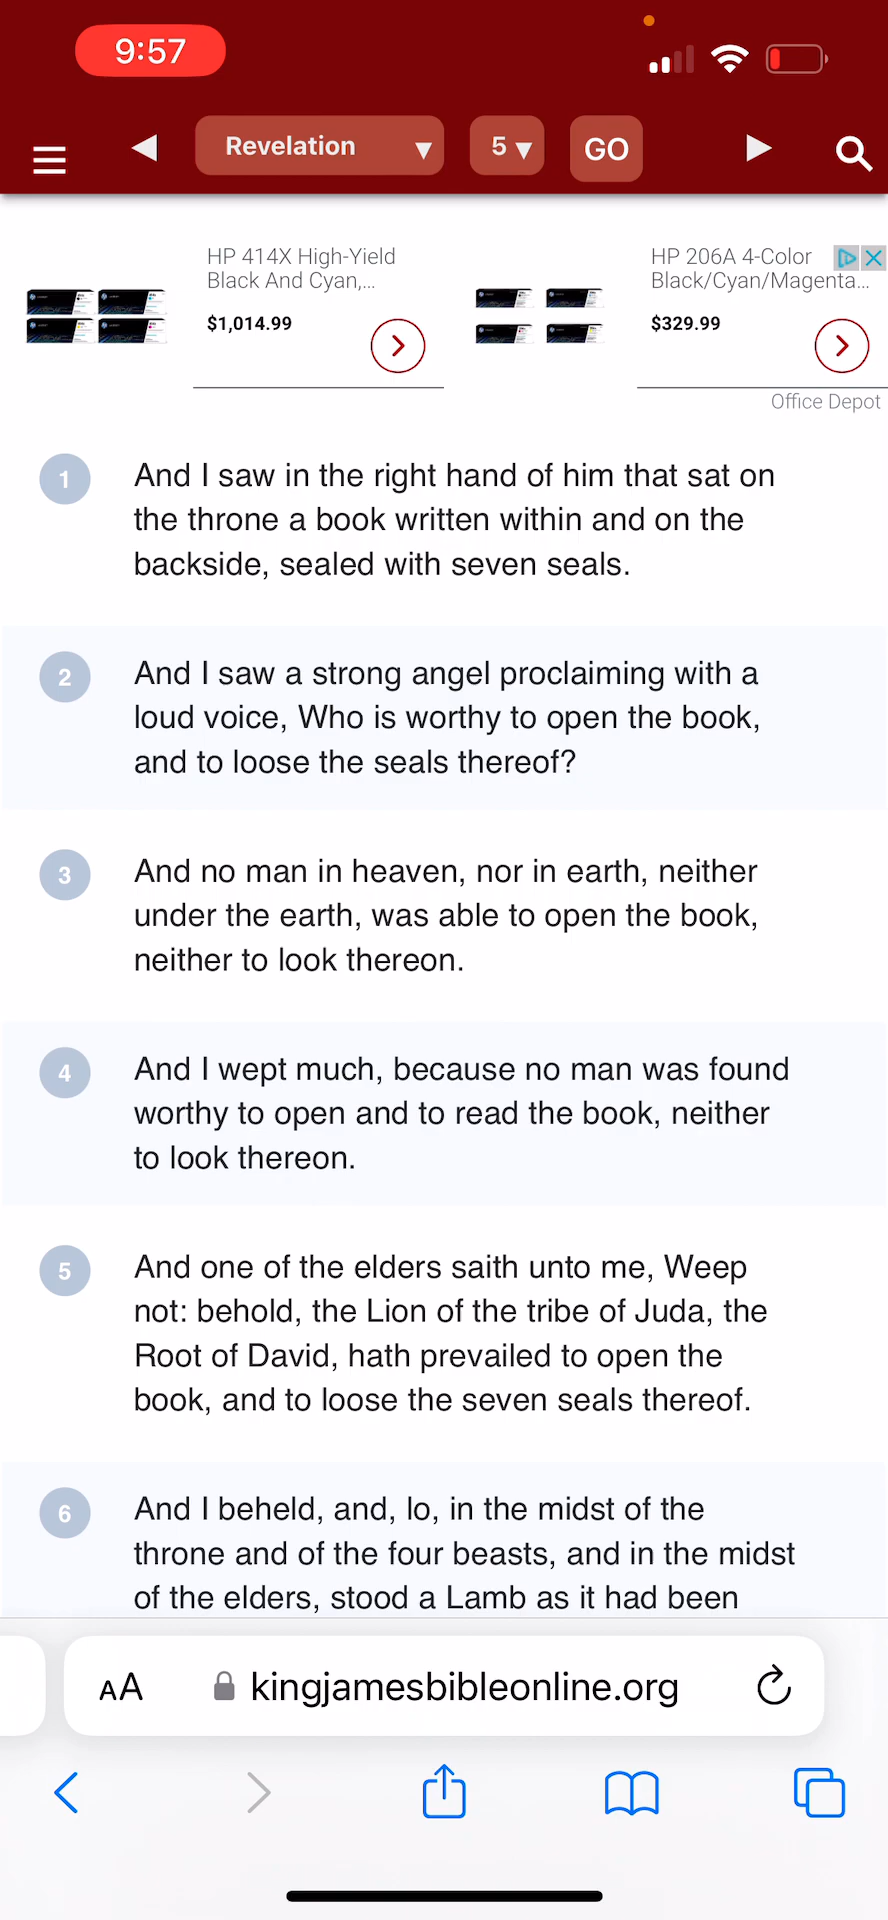 9:57
Revelation
5
GO
HP 414X High-Yield
Black And Cyan,...
$1,014.99
HP 206A 4-Color
Black/Cyan/Magenta...
$329.99
Office Depot
1
And I saw in the right hand of him that sat on
the throne a book written within and on the
backside, sealed with seven seals.
2
And I saw a strong angel proclaiming with a
loud voice, Who is worthy to open the book,
and to loose the seals thereof?
3
And no man in heaven, nor in earth, neither
under the earth, was able to open the book,
neither to look thereon.
4
And I wept much, because no man was found
worthy to open and to read the book, neither
to look thereon.
5
And one of the elders saith unto me, Weep
not: behold, the Lion of the tribe of Juda, the
Root of David, hath prevailed to open the
book, and to loose the seven seals thereof.
6
And I beheld, and, lo, in the midst of the
throne and of the four beasts, and in the midst
of the elders, stood a Lamb as it had been
AA
kingjamesbibleonline.org